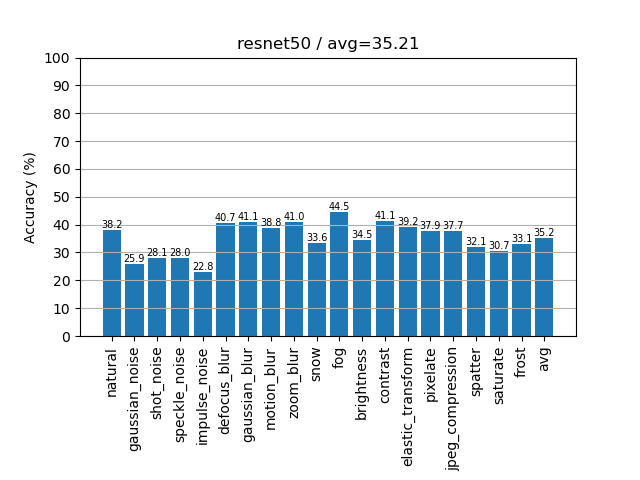 resnet50 / avg=35.21
Accuracy (%)
100
90
80
70
60
50
40
30
20
10
0
38.2
25.9
28.1
28.0
22.8
40.7
41.1
38.8
41.0
33.6
44.5
34.5
41.1
39.2
37.9
37.7
32.1
30.7
33.1
35.2
natural
gaussian_noise
shot_noise
speckle_noise
impulse_noise
defocus_blur
gaussian_blur
motion_blur
zoom_blur
snow
fog
brightness
contrast
elastic_transform
pixelate
jpeg_compression
spatter
saturate
frost
avg